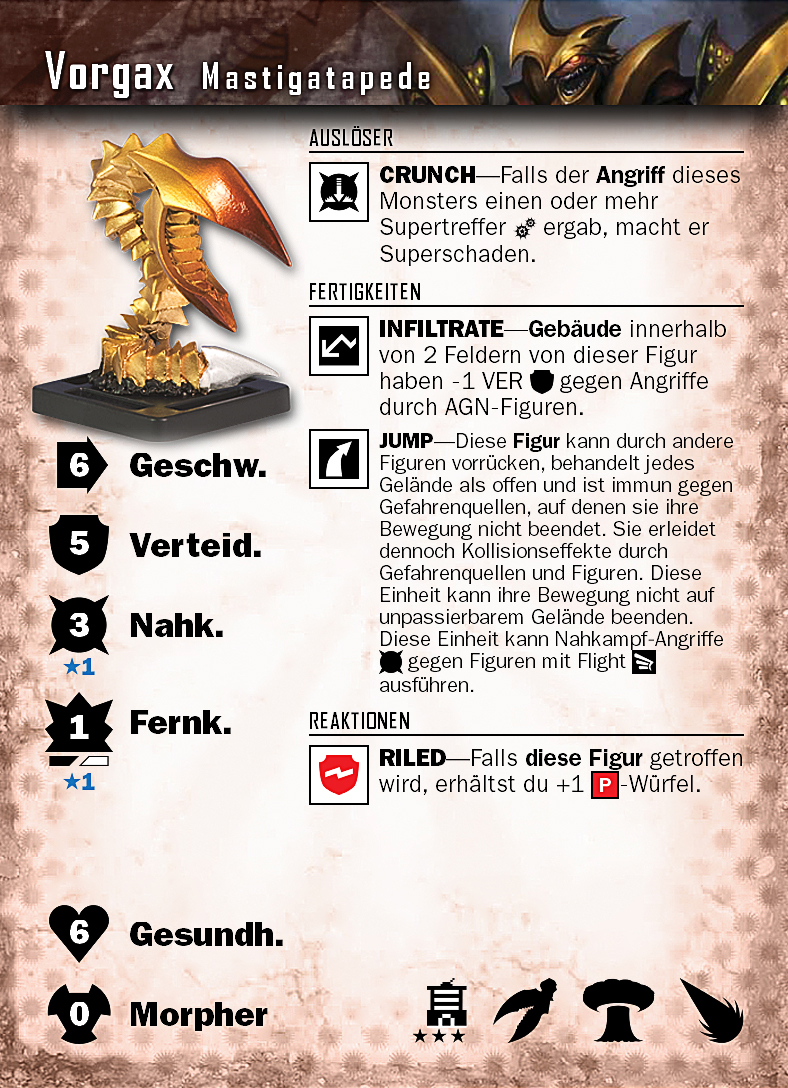 Vorgax Mastigatapede
AUSLÖSER
CRUNCH—Falls der Angriff dieses
Monsters einen oder mehr
Supertreffer ergab, macht er
Superschaden.
FERTIGKEITEN
INFILTRATE—Gebäude innerhalb
von 2 Feldern von dieser Figur
haben -1 VER gegen Angriffe
durch AGN-Figuren.
JUMP—Diese Figur kann durch andere
Figuren vorrücken, behandelt jedes
Gelände als offen und ist immun gegen
Gefahrenquellen, auf denen sie ihre
Bewegung nicht beendet. Sie erleidet
dennoch Kollisionseffekte durch
Gefahrenquellen und Figuren. Diese
Einheit kann ihre Bewegung nicht auf
unpassierbarem Gelände beenden.
Diese Einheit kann Nahkampf-Angriffe
gegen Figuren mit Flight
ausführen.
REAKTIONEN
RILED—Falls diese Figur getroffen
wird, erhältst du +1 P-Würfel.
6 Geschw.
5 Verteid.
3 Nahk.
★1
1 Fernk.
★1
6 Gesundh.
0 Morpher
★★★